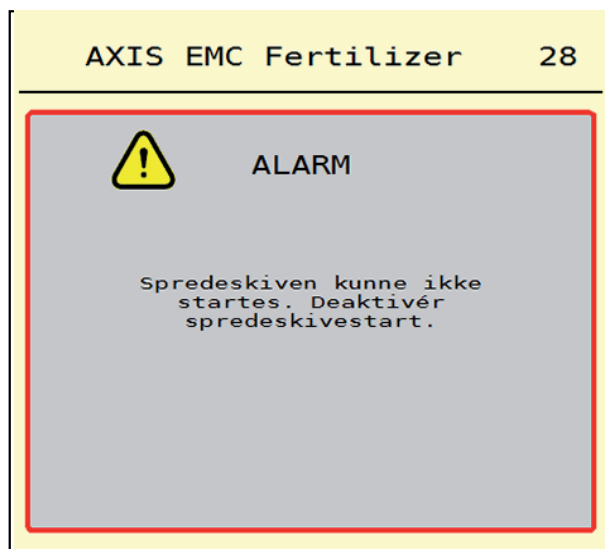 AXIS EMC Fertilizer 28
ALARM
Spredeskiven kunne ikke
startes. Deaktivér
spredeskivestart.